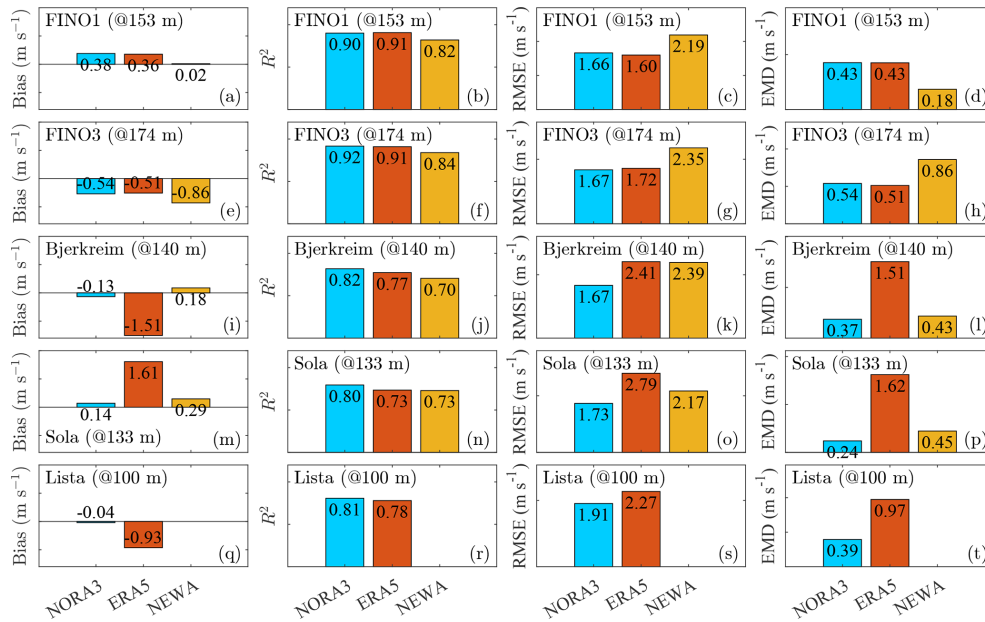 FINO1 (@153 m)
Bias (m s⁻¹)
0.38 0.36 0.02
(a)
FINO1 (@153 m)
R²
0.90 0.91 0.82
(b)
FINO1 (@153 m)
RMSE (m s⁻¹)
1.66 1.60 2.19
(c)
FINO1 (@153 m)
EMD (m s⁻¹)
0.43 0.43 0.18
(d)
FINO3 (@174 m)
Bias (m s⁻¹)
-0.54 -0.51 -0.86
(e)
FINO3 (@174 m)
R²
0.92 0.91 0.84
(f)
FINO3 (@174 m)
RMSE (m s⁻¹)
1.67 1.72 2.35
(g)
FINO3 (@174 m)
EMD (m s⁻¹)
0.54 0.51 0.86
(h)
Bjerkreim (@140 m)
Bias (m s⁻¹)
-0.13 -1.51 0.18
(i)
Bjerkreim (@140 m)
R²
0.82 0.77 0.70
(j)
Bjerkreim (@140 m)
RMSE (m s⁻¹)
1.67 2.41 2.39
(k)
Bjerkreim (@140 m)
EMD (m s⁻¹)
0.37 1.51 0.43
(l)
Bias (m s⁻¹)
0.14 1.61 0.29
Sola (@133 m)
(m)
Sola (@133 m)
R²
0.80 0.73 0.73
(n)
Sola (@133 m)
RMSE (m s⁻¹)
1.73 2.79 2.17
(o)
Sola (@133 m)
EMD (m s⁻¹)
0.24 1.62 0.45
(p)
Lista (@100 m)
Bias (m s⁻¹)
-0.04 -0.93
(q)
NORA3 ERA5 NEWA
Lista (@100 m)
R²
0.81 0.78
(r)
NORA3 ERA5 NEWA
Lista (@100 m)
RMSE (m s⁻¹)
1.91 2.27
(s)
NORA3 ERA5 NEWA
Lista (@100 m)
EMD (m s⁻¹)
0.39 0.97
(t)
NORA3 ERA5 NEWA